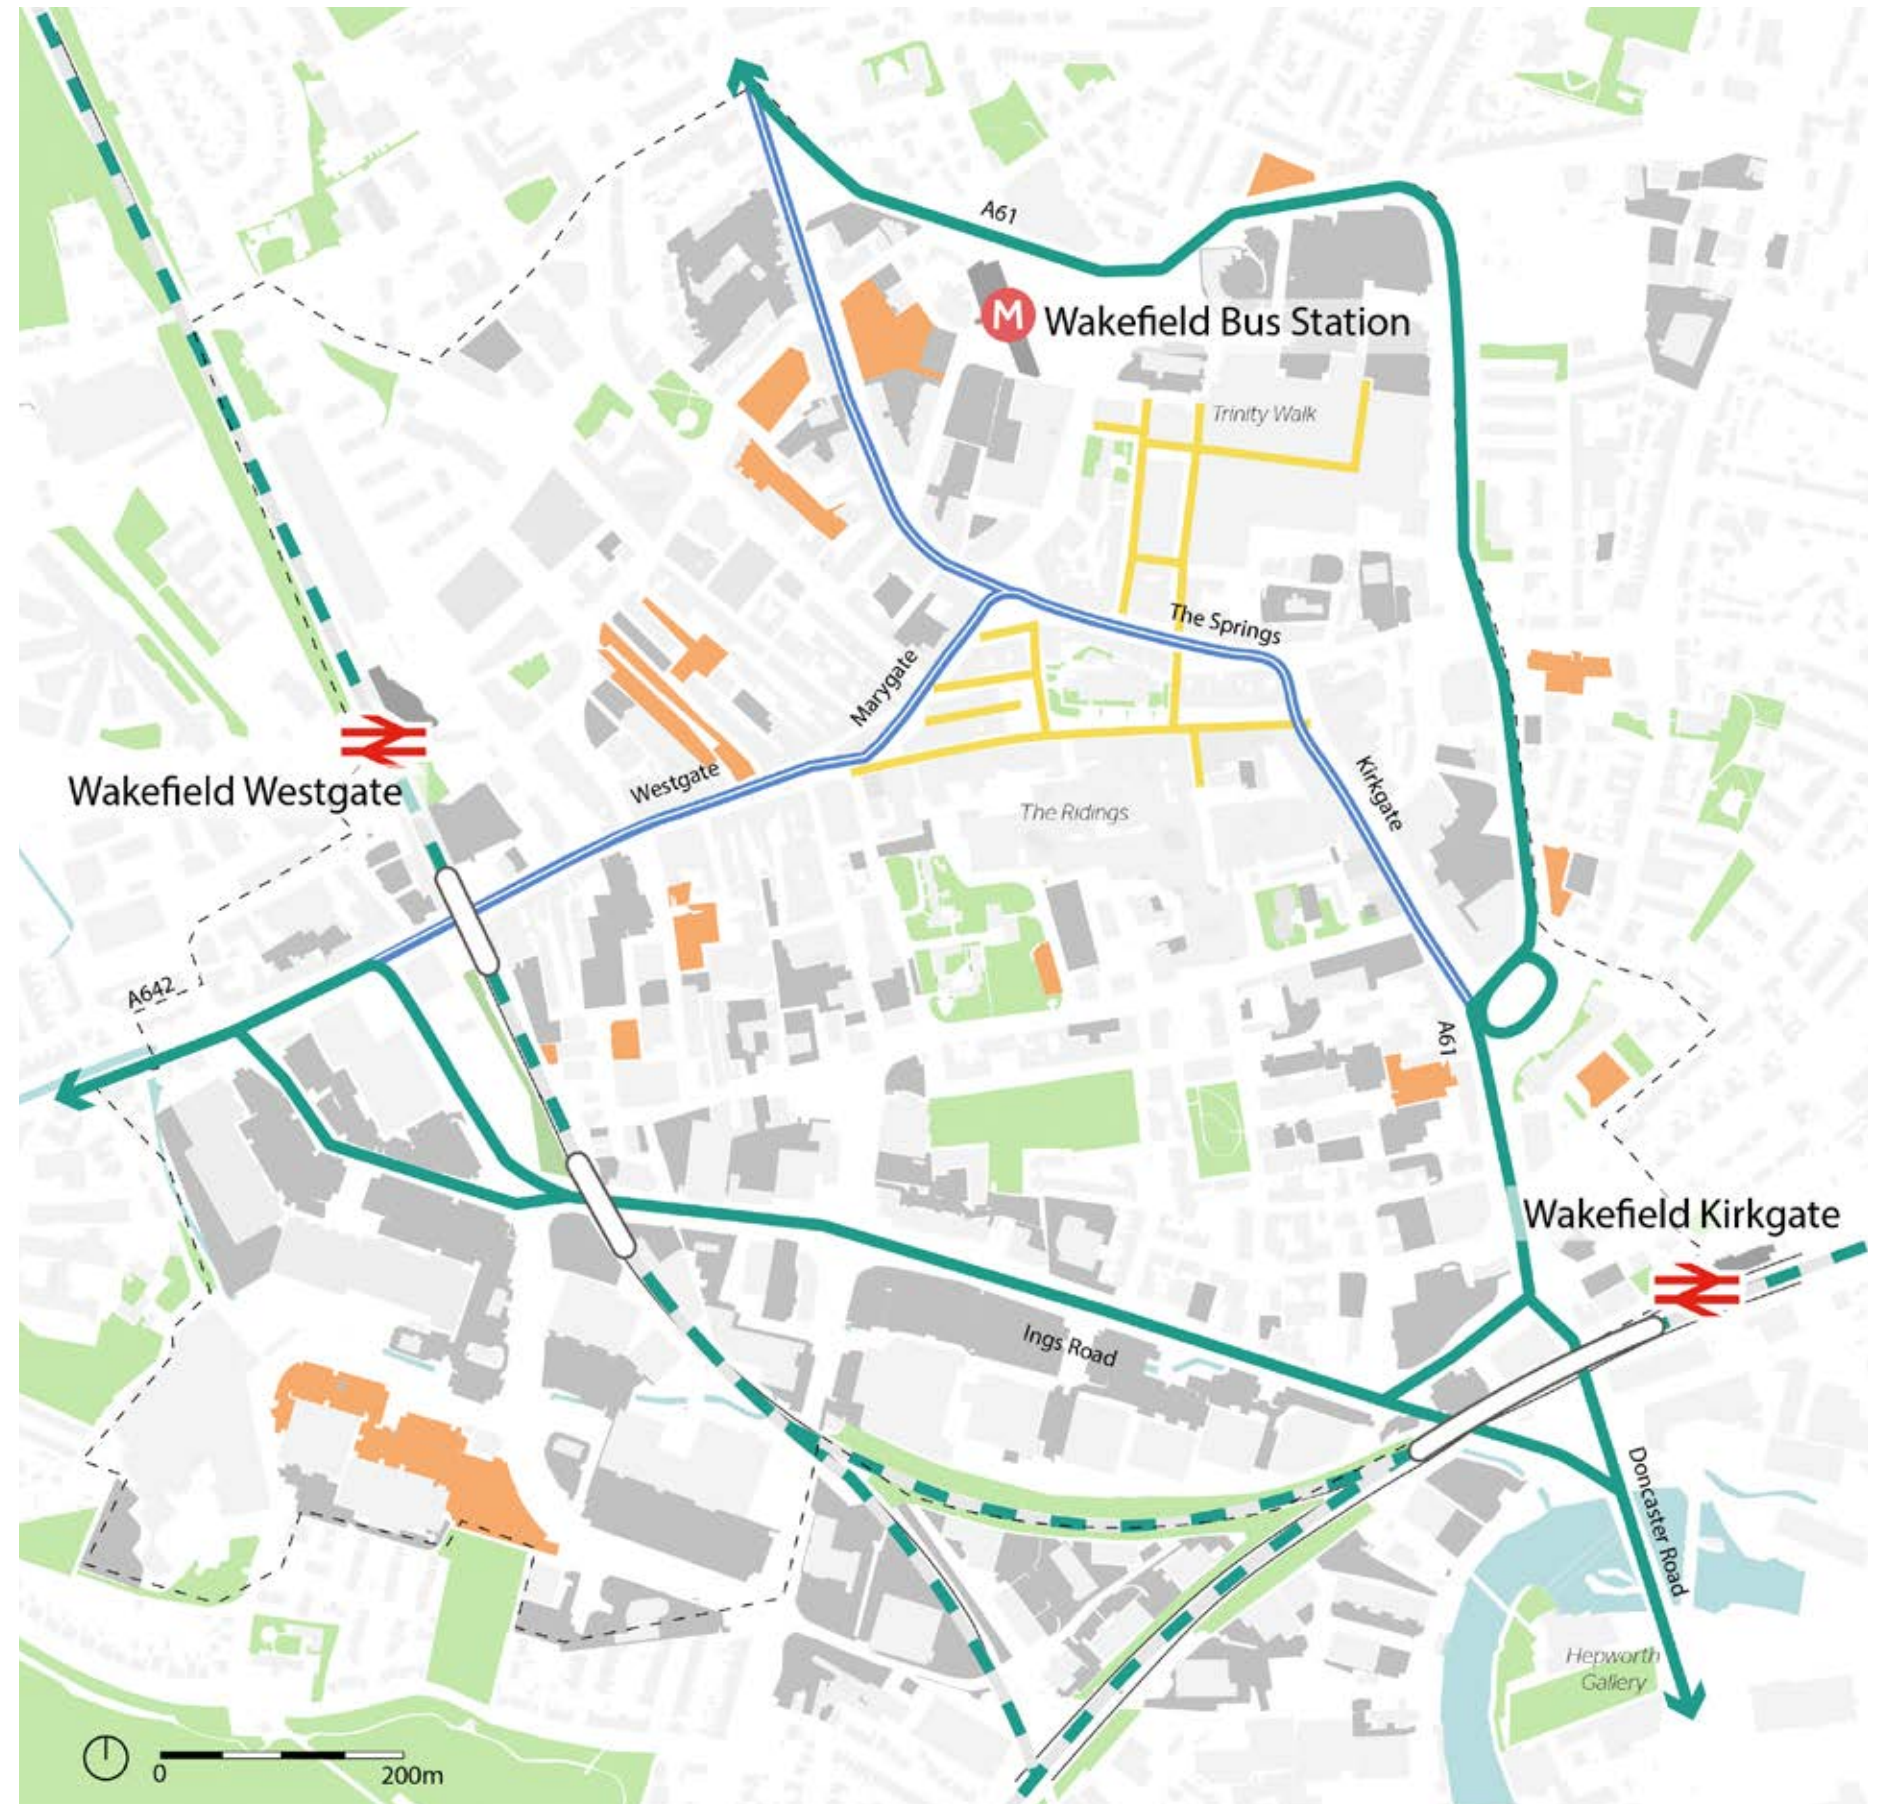 A61
M
Wakefield Bus Station
Trinity Walk
The Springs
Marygate
Wakefield Westgate
Westgate
Kirkgate
The Ridings
A642
A61
Wakefield Kirkgate
Ings Road
Doncaster Road
Hepworth
Gallery
0
200m